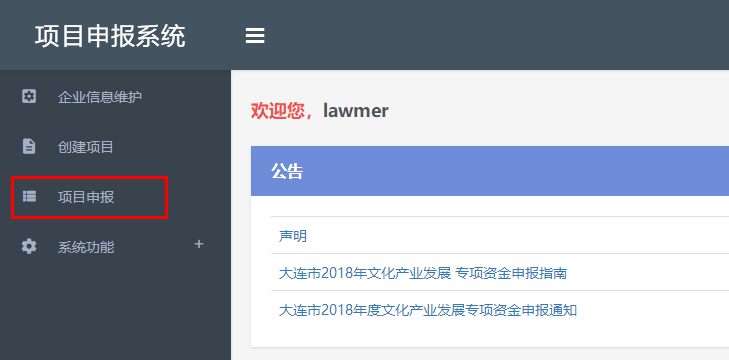 项目申报系统
企业信息维护
创建项目
项目申报
系统功能 +
欢迎您，lawmer
公告
声明
大连市2018年文化产业发展 专项资金申报指南
大连市2018年度文化产业发展专项资金申报通知